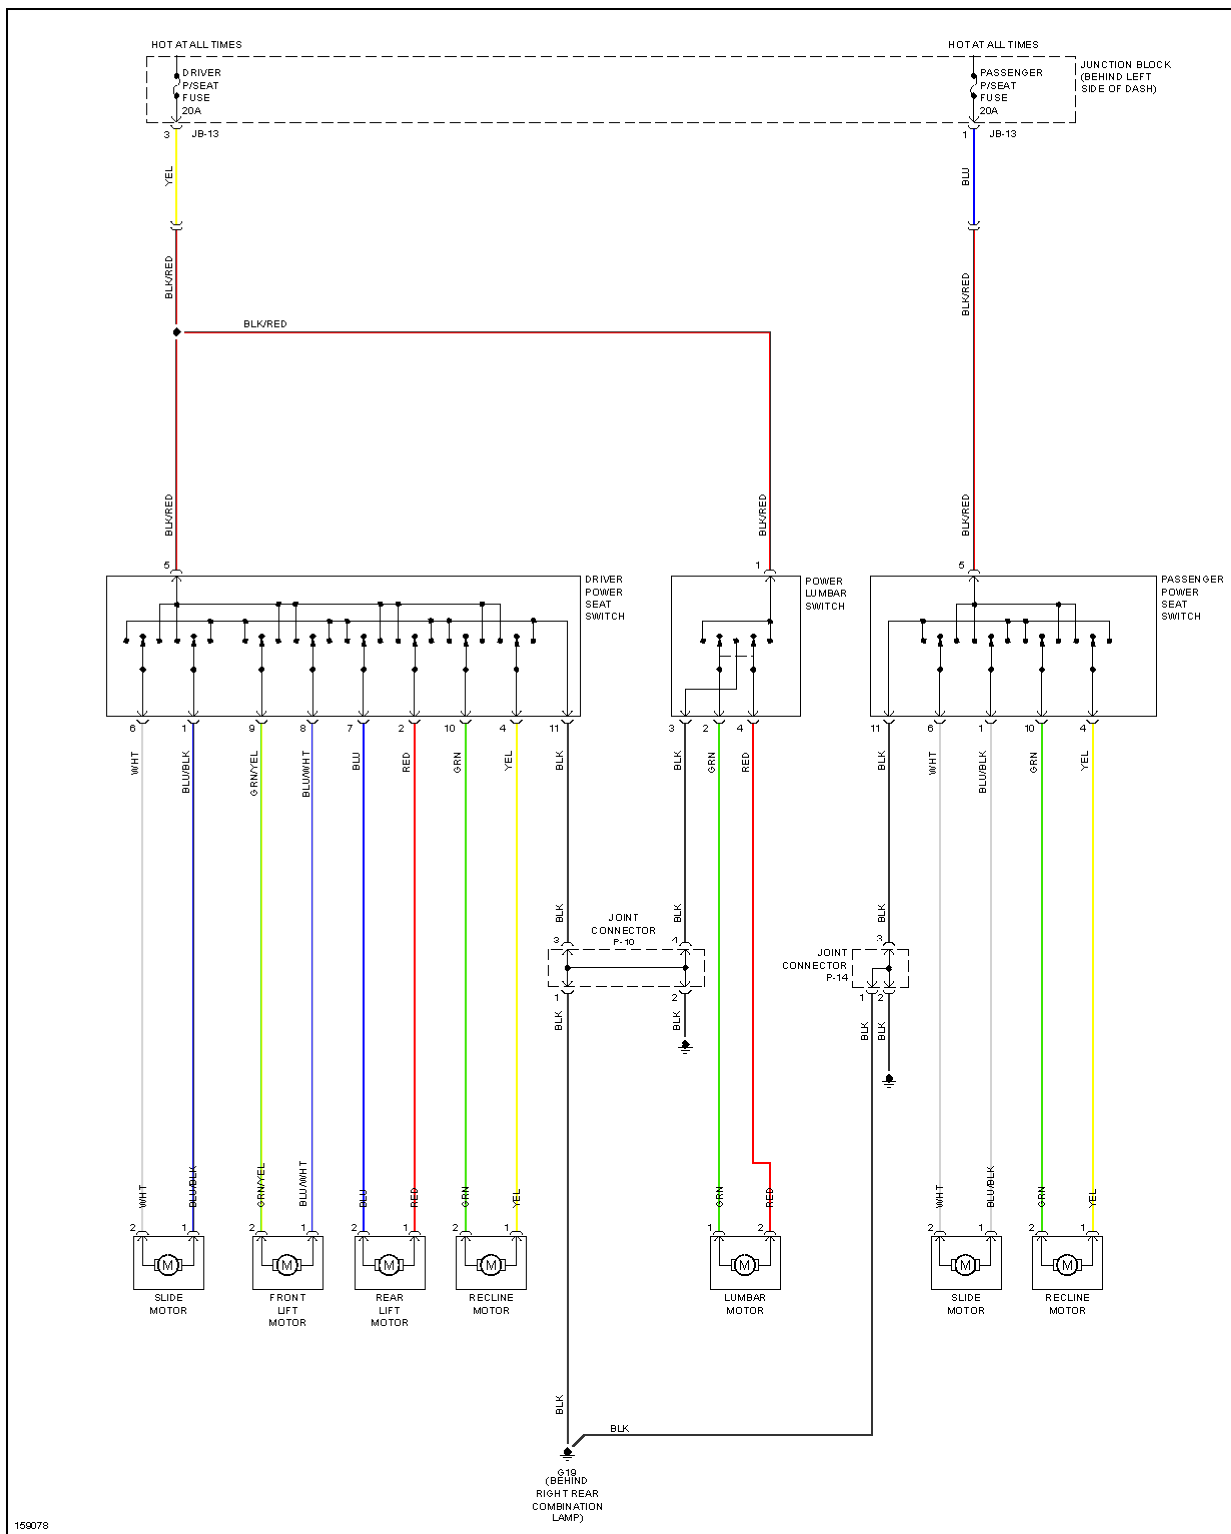 HOT AT ALL TIMES
HOT AT ALL TIMES
DRIVER
P/SEAT
FUSE
20A
PASSENGER
P/SEAT
FUSE
20A
JUNCTION BLOCK
(BEHIND LEFT
SIDE OF DASH)
3
JB-13
1
JB-13
YEL
BLU
BLK/RED
BLK/RED
BLK/RED
BLK/RED
BLK/RED
BLK/RED
5
1
5
DRIVER
POWER
SEAT
SWITCH
POWER
LUMBAR
SWITCH
PASSENGER
POWER
SEAT
SWITCH
6
1
9
8
7
2
10
4
11
3
2
4
11
6
1
10
4
WHT
BLU/BLK
GRN/YEL
BLU/WHT
BLU
RED
GRN
YEL
BLK
BLK
GRN
RED
BLK
WHT
BLU/BLK
GRN
YEL
BLK
BLK
BLK
JOINT
CONNECTOR
P-10
3
4
JOINT
CONNECTOR
P-14
3
1
2
1
2
BLK
BLK
BLK
BLK
WHT
BLU/BLK
GRN/YEL
BLU/WHT
BLU
RED
GRN
YEL
GRN
RED
WHT
BLU/BLK
GRN
YEL
2
1
2
1
2
1
2
1
1
2
2
1
2
1
M
M
M
M
M
M
M
SLIDE
MOTOR
FRONT
LIFT
MOTOR
REAR
LIFT
MOTOR
RECLINE
MOTOR
LUMBAR
MOTOR
SLIDE
MOTOR
RECLINE
MOTOR
BLK
BLK
G19
(BEHIND
RIGHT REAR
COMBINATION
LAMP)
159078